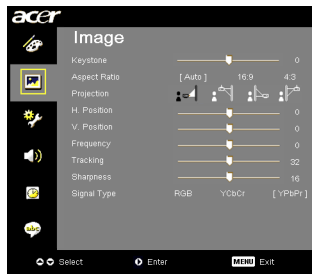 acer
Image
Keystone 0
Aspect Ratio [ Auto ] 16:9 4:3
Projection
H. Position 0
V. Position 0
Frequency 0
Tracking 32
Sharpness 16
Signal Type RGB YCbCr [ YPbPr ]
abc
Select Enter MENU Exit